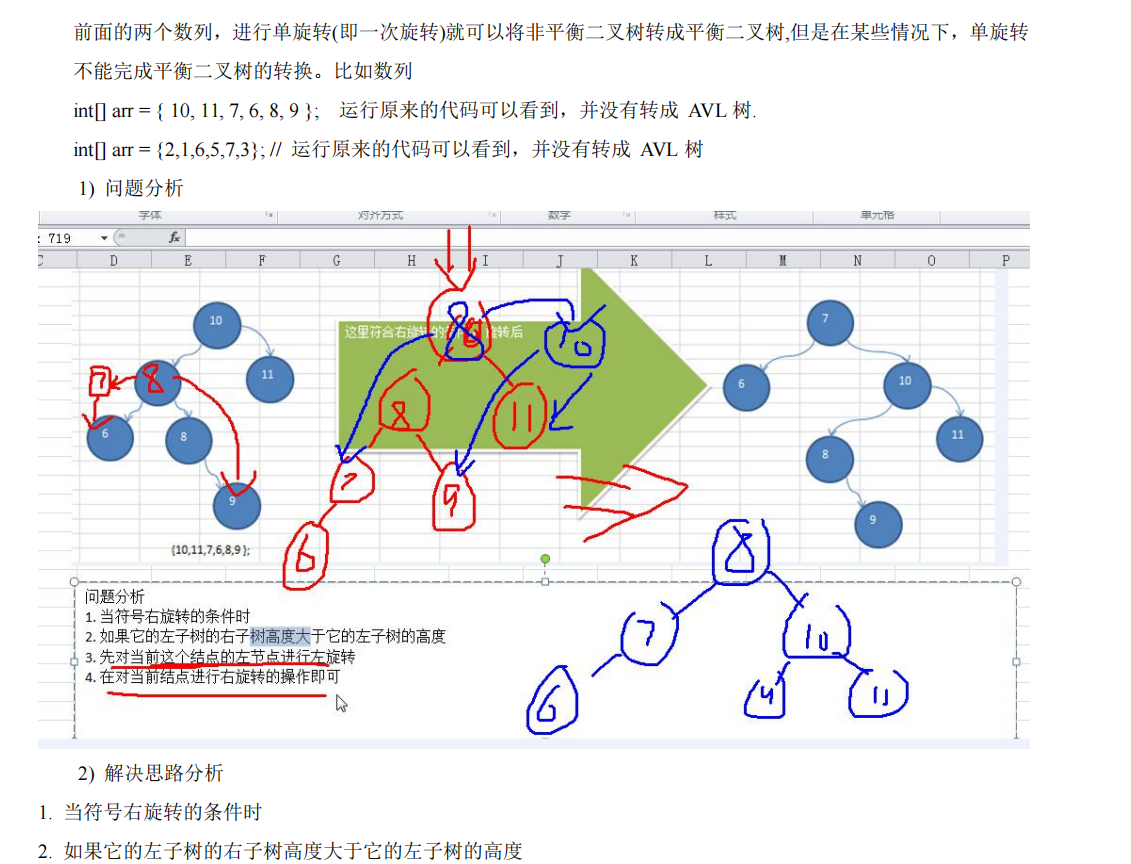 前面的两个数列，进行单旋转(即一次旋转)就可以将非平衡二叉树转成平衡二叉树,但是在某些情况下，单旋转
不能完成平衡二叉树的转换。比如数列
int[] arr = { 10, 11, 7, 6, 8, 9 };  运行原来的代码可以看到，并没有转成 AVL 树.
int[] arr = {2,1,6,5,7,3}; // 运行原来的代码可以看到，并没有转成 AVL 树
1) 问题分析
字体 对齐方式 数字 样式 单元格
719 fx
C D E F G H I J K L M N O P
10
11
7
8
6
8
9
{10,11,7,6,8,9};
这里符合右旋转的 旋转后
8
10
8
11
7
9
6
7
6
10
11
8
9
8
7
10
6
9
11
问题分析
1. 当符号右旋转的条件时
2. 如果它的左子树的右子树高度大于它的左子树的高度
3. 先对当前这个结点的左节点进行左旋转
4. 在对当前结点进行右旋转的操作即可
2) 解决思路分析
1. 当符号右旋转的条件时
2. 如果它的左子树的右子树高度大于它的左子树的高度